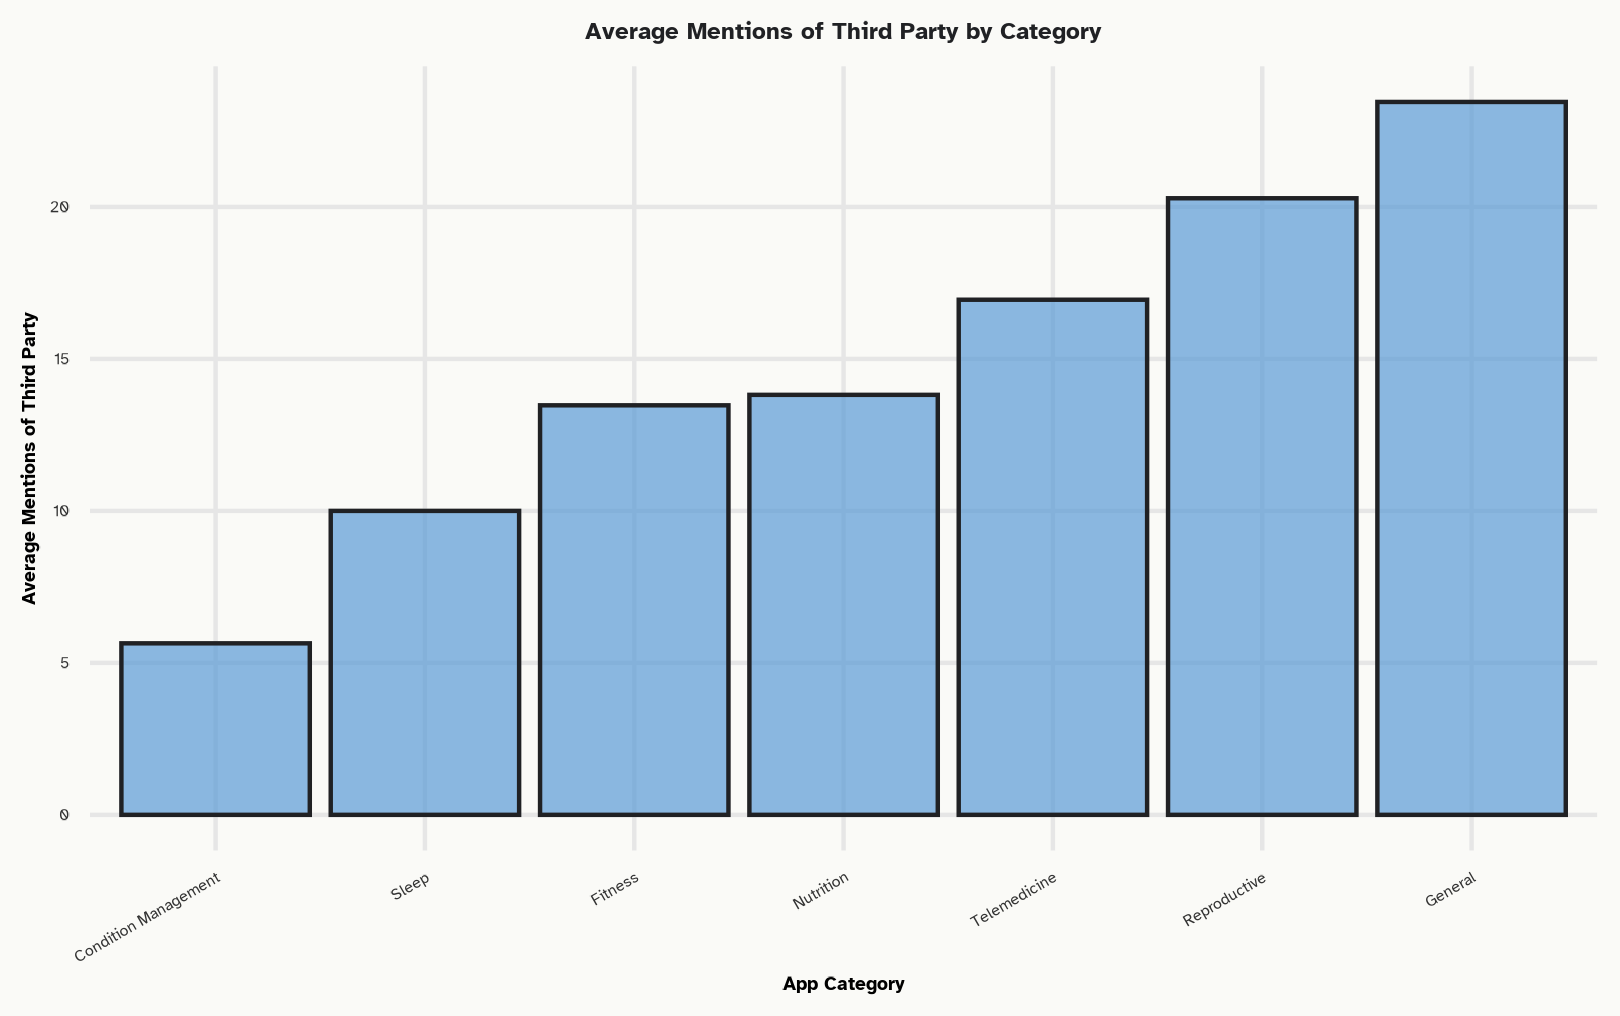 Average Mentions of Third Party by Category
Average Mentions of Third Party
20
15
10
5
0
Condition Management
Sleep
Fitness
Nutrition
Telemedicine
Reproductive
General
App Category